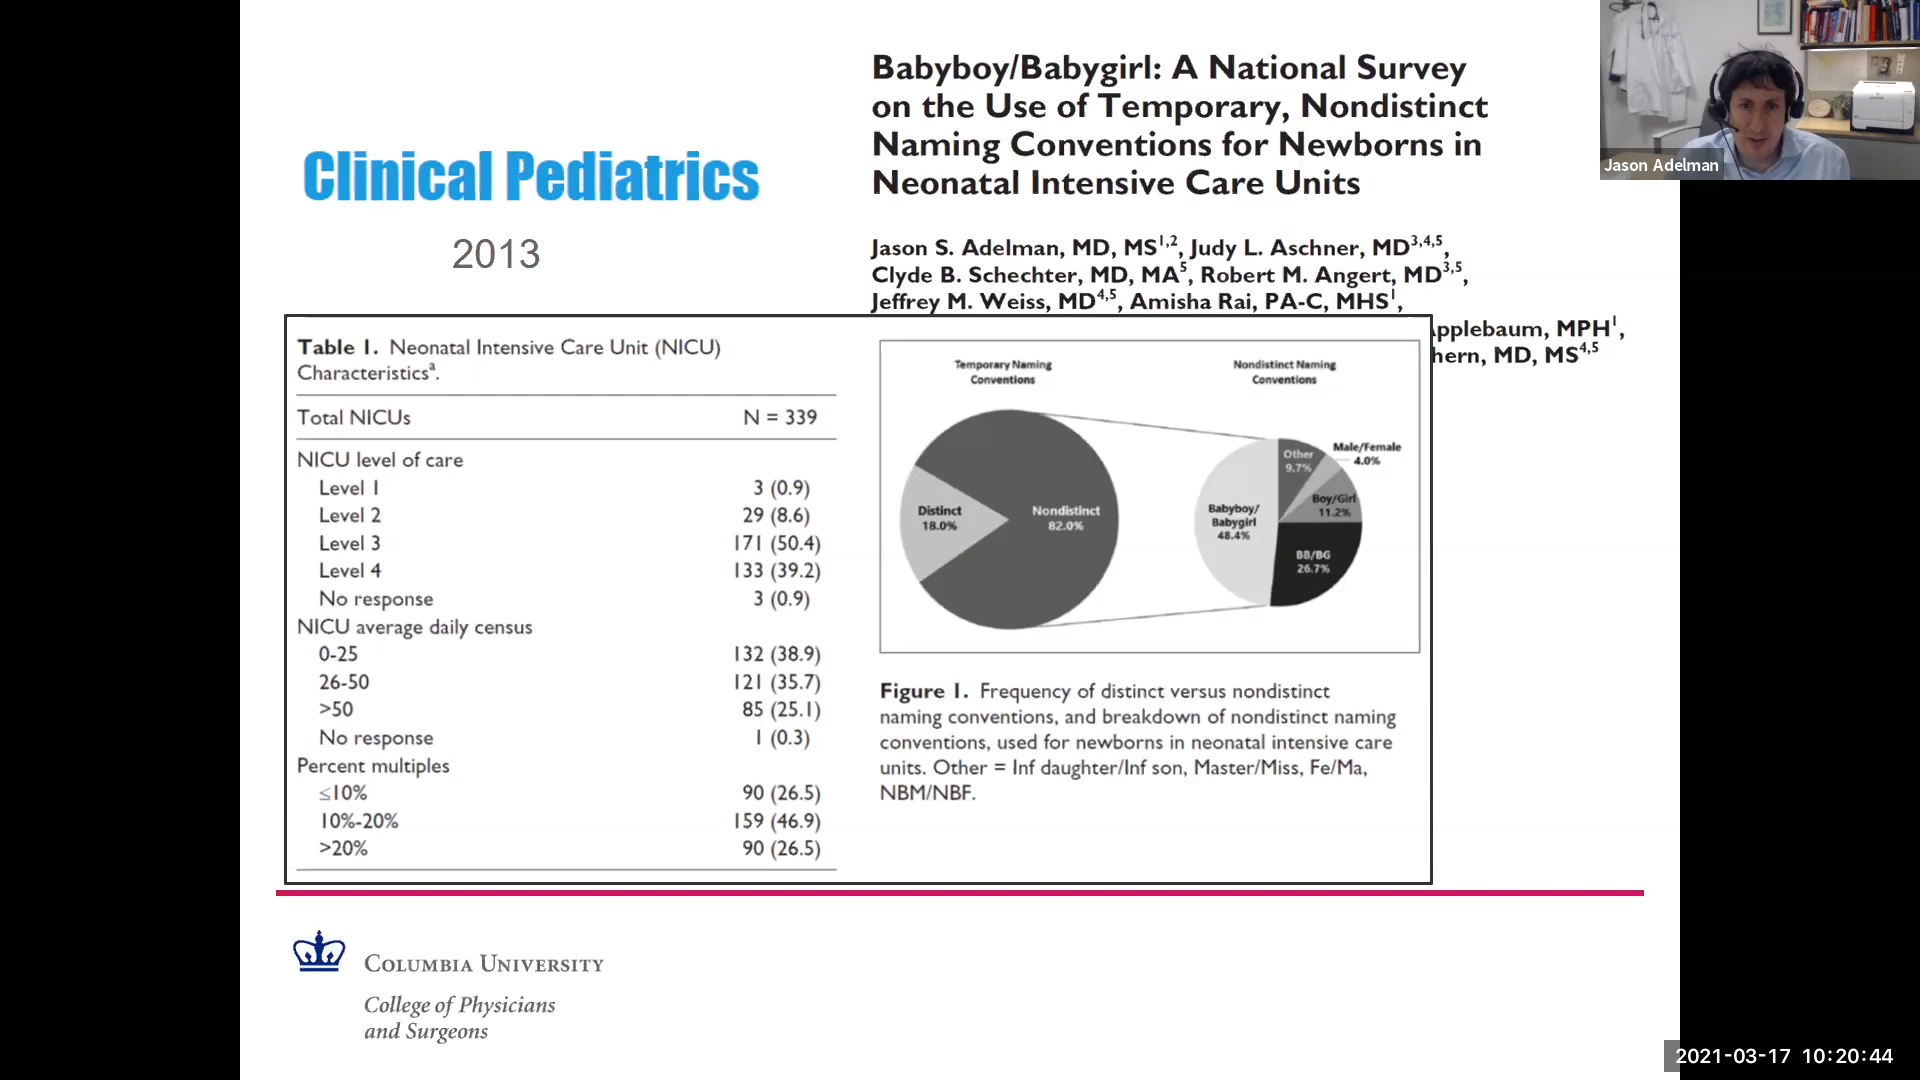 Clinical Pediatrics
2013
Babyboy/Babygirl: A National Survey
on the Use of Temporary, Nondistinct
Naming Conventions for Newborns in
Neonatal Intensive Care Units
Jason S. Adelman, MD, MS1,2, Judy L. Aschner, MD3,4,5,
Clyde B. Schechter, MD, MA5, Robert M. Angert, MD3,5,
Jeffrey M. Weiss, MD4,5, Amisha Rai, PA-C, MHS1,
Applebaum, MPH1,
hern, MD, MS4,5
Jason Adelman
Table 1. Neonatal Intensive Care Unit (NICU)
Characteristicsa.
Total NICUs N = 339
NICU level of care
Level 1 3 (0.9)
Level 2 29 (8.6)
Level 3 171 (50.4)
Level 4 133 (39.2)
No response 3 (0.9)
NICU average daily census
0-25 132 (38.9)
26-50 121 (35.7)
>50 85 (25.1)
No response 1 (0.3)
Percent multiples
≤10% 90 (26.5)
10%-20% 159 (46.9)
>20% 90 (26.5)
Temporary Naming
Conventions
Distinct
18.0%
Nondistinct
82.0%
Nondistinct Naming
Conventions
Other
9.7%
Male/Female
4.0%
Boy/Girl
11.2%
Babyboy/
Babygirl
48.4%
BB/BG
26.7%
Figure 1. Frequency of distinct versus nondistinct
naming conventions, and breakdown of nondistinct naming
conventions, used for newborns in neonatal intensive care
units. Other = Inf daughter/Inf son, Master/Miss, Fe/Ma,
NBM/NBF.
COLUMBIA UNIVERSITY
College of Physicians
and Surgeons
2021-03-17 10:20:44